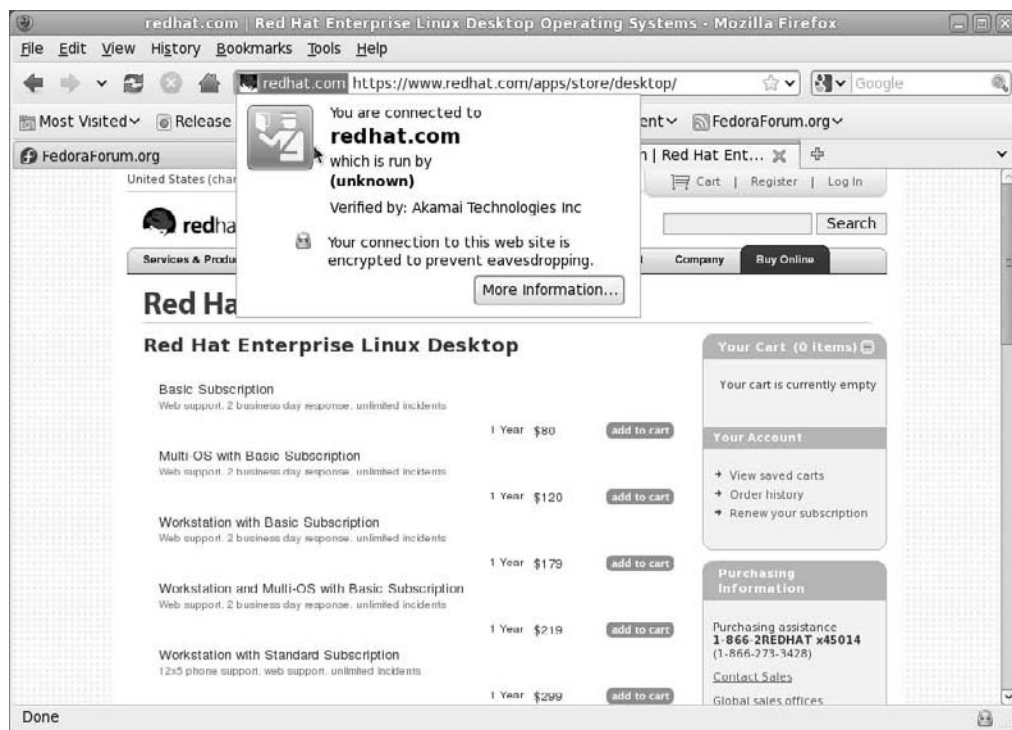 redhat.com | Red Hat Enterprise Linux Desktop Operating Systems - Mozilla Firefox
File Edit View History Bookmarks Tools Help
redhat.com https://www.redhat.com/apps/store/desktop/ Google
Most Visited Release ent FedoraForum.org
FedoraForum.org n | Red Hat Ent...
You are connected to
redhat.com
which is run by
(unknown)
Verified by: Akamai Technologies Inc
Your connection to this web site is
encrypted to prevent eavesdropping.
More Information...
United States (chan Cart | Register | Log In
redha Search
Services & Produ Company Buy Online
Red Ha
Red Hat Enterprise Linux Desktop
Basic Subscription
Web support, 2 business day response, unlimited incidents
1 Year $80 add to cart
Multi-OS with Basic Subscription
Web support, 2 business day response, unlimited incidents
1 Year $120 add to cart
Workstation with Basic Subscription
Web support, 2 business day response, unlimited incidents
1 Year $179 add to cart
Workstation and Multi-OS with Basic Subscription
Web support, 2 business day response, unlimited incidents
1 Year $219 add to cart
Workstation with Standard Subscription
12x5 phone support, web support, unlimited incidents
1 Year $299 add to cart
Your Cart (0 items)
Your cart is currently empty
Your Account
View saved carts
Order history
Renew your subscription
Purchasing
Information
Purchasing assistance
1-866-2REDHAT x45014
(1-866-273-3428)
Contact Sales
Global sales offices
Done